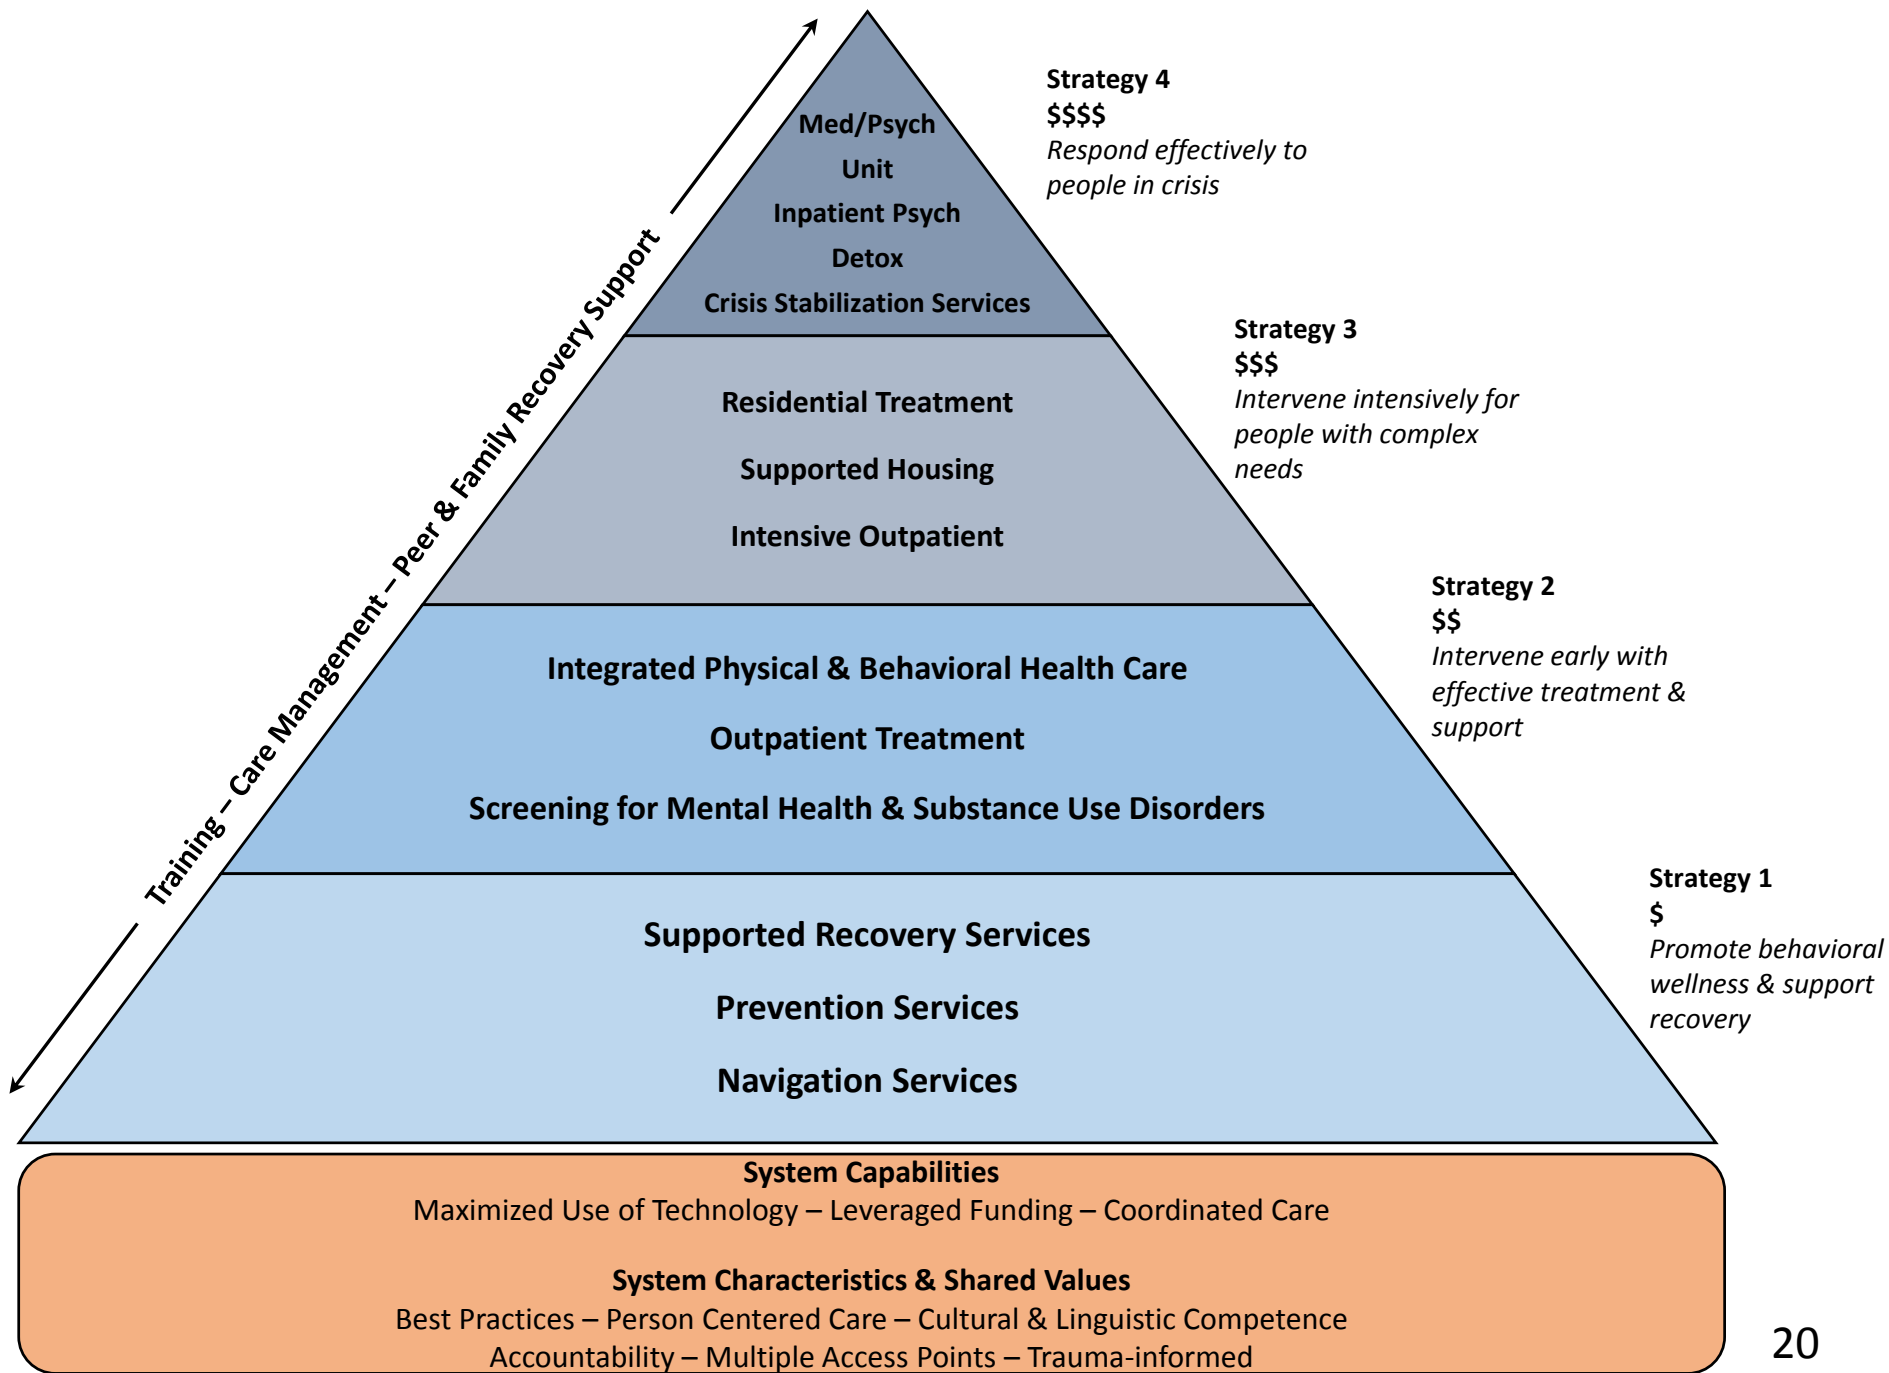 Strategy 4
$$$$
Respond effectively to
people in crisis
Med/Psych
Unit
Inpatient Psych
Detox
Crisis Stabilization Services
Training – Care Management – Peer & Family Recovery Support
Strategy 3
$$$
Intervene intensively for
people with complex
needs
Residential Treatment
Supported Housing
Intensive Outpatient
Strategy 2
$$
Intervene early with
effective treatment &
support
Integrated Physical & Behavioral Health Care
Outpatient Treatment
Screening for Mental Health & Substance Use Disorders
Strategy 1
$
Promote behavioral
wellness & support
recovery
Supported Recovery Services
Prevention Services
Navigation Services
System Capabilities
Maximized Use of Technology – Leveraged Funding – Coordinated Care
System Characteristics & Shared Values
Best Practices – Person Centered Care – Cultural & Linguistic Competence
Accountability – Multiple Access Points – Trauma-informed
20